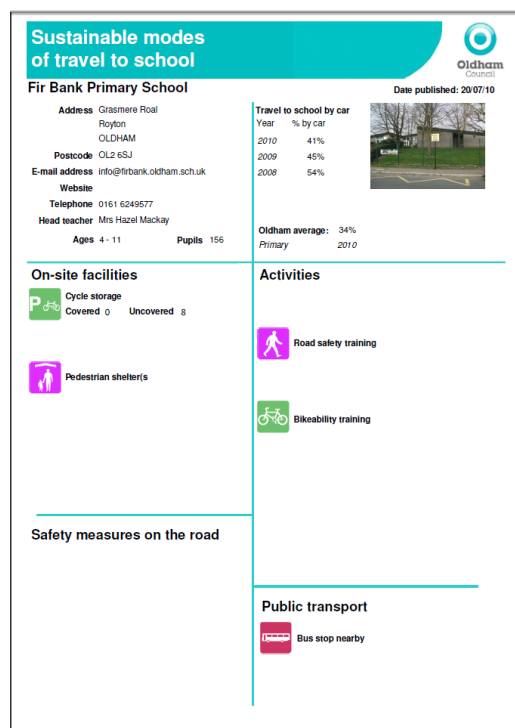 Sustainable modes
of travel to school
Oldham
Council
Fir Bank Primary School
Date published: 20/07/10
Address Grasmere Roal
Royton
OLDHAM
Postcode OL2 6SJ
E-mail address info@firbank.oldham.sch.uk
Website
Telephone 0161 6249577
Head teacher Mrs Hazel Mackay
Ages 4 - 11 Pupils 156
Travel to school by car
Year % by car
2010 41%
2009 45%
2008 54%
Oldham average: 34%
Primary 2010
On-site facilities
P
Cycle storage
Covered 0 Uncovered 8
Pedestrian shelter(s
Safety measures on the road
Activities
Road safety training
Bikeability training
Public transport
Bus stop nearby